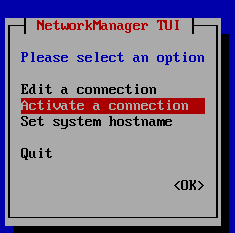 NetworkManager TUI
Please select an option
Edit a connection
Activate a connection
Set system hostname
Quit
<OK>